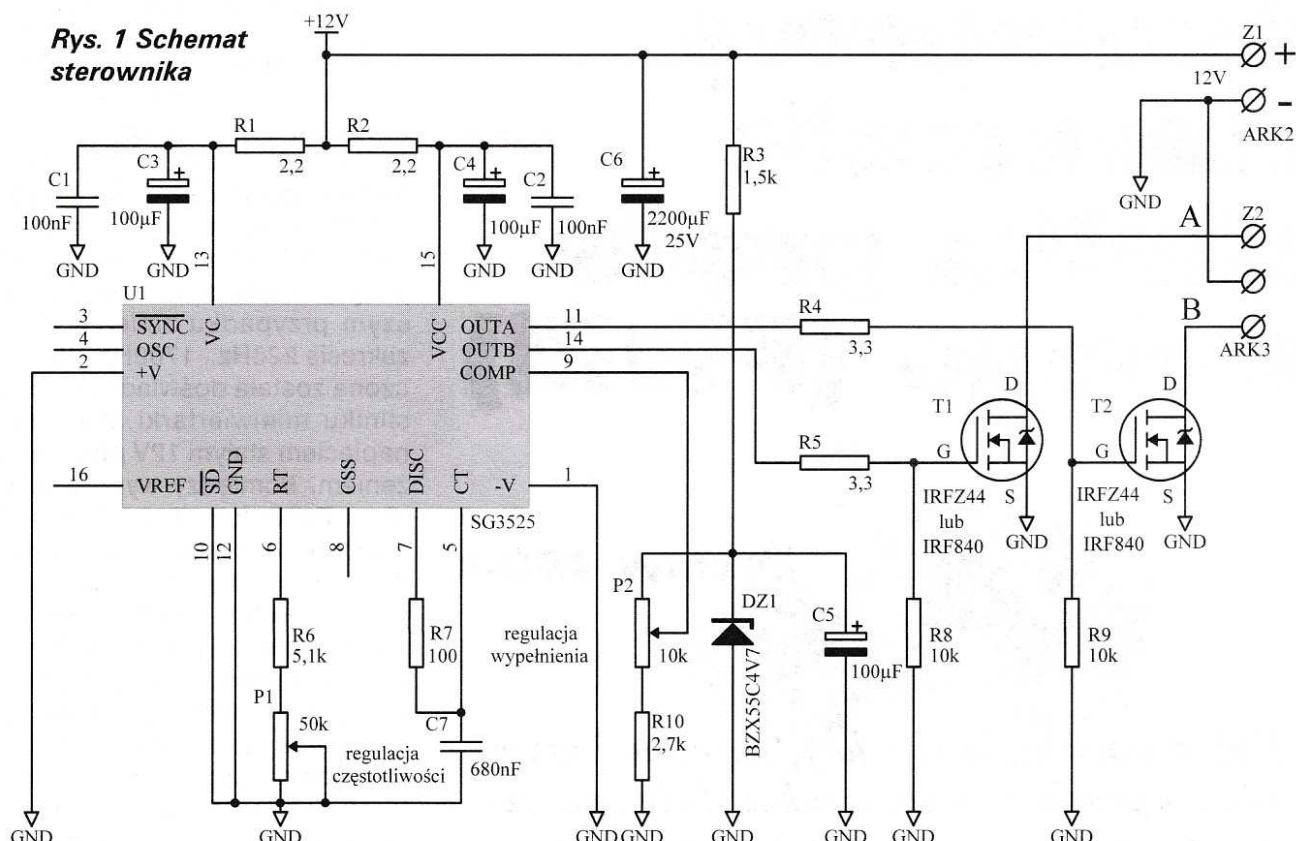 Rys. 1 Schemat
sterownika
+12V
Z1
+
12V
-
ARK2
GND
R1
2,2
R2
2,2
C1
100nF
GND
C3
+
100µF
GND
C4
+
100µF
GND
C2
100nF
GND
C6
+
2200µF
25V
GND
R3
1,5k
A
Z2
B
ARK3
13
15
U1
3
SYNC
4
OSC
2
+V
16
VREF
VC
VCC
OUTA
11
OUTB
14
COMP
9
-V
1
SD
GND
RT
CSS
DISC
CT
SG3525
10
12
6
8
7
5
R4
3,3
R5
3,3
T1
D
G
S
IRFZ44
lub
IRF840
GND
T2
D
G
S
IRFZ44
lub
IRF840
GND
R6
5,1k
P1
50k
regulacja
częstotliwości
R7
100
C7
680nF
regulacja
wypełnienia
P2
10k
R10
2,7k
DZ1
BZX55C4V7
C5
+
100µF
R8
10k
R9
10k
GND
GND
GND
GND
GND
GND
GND
GND